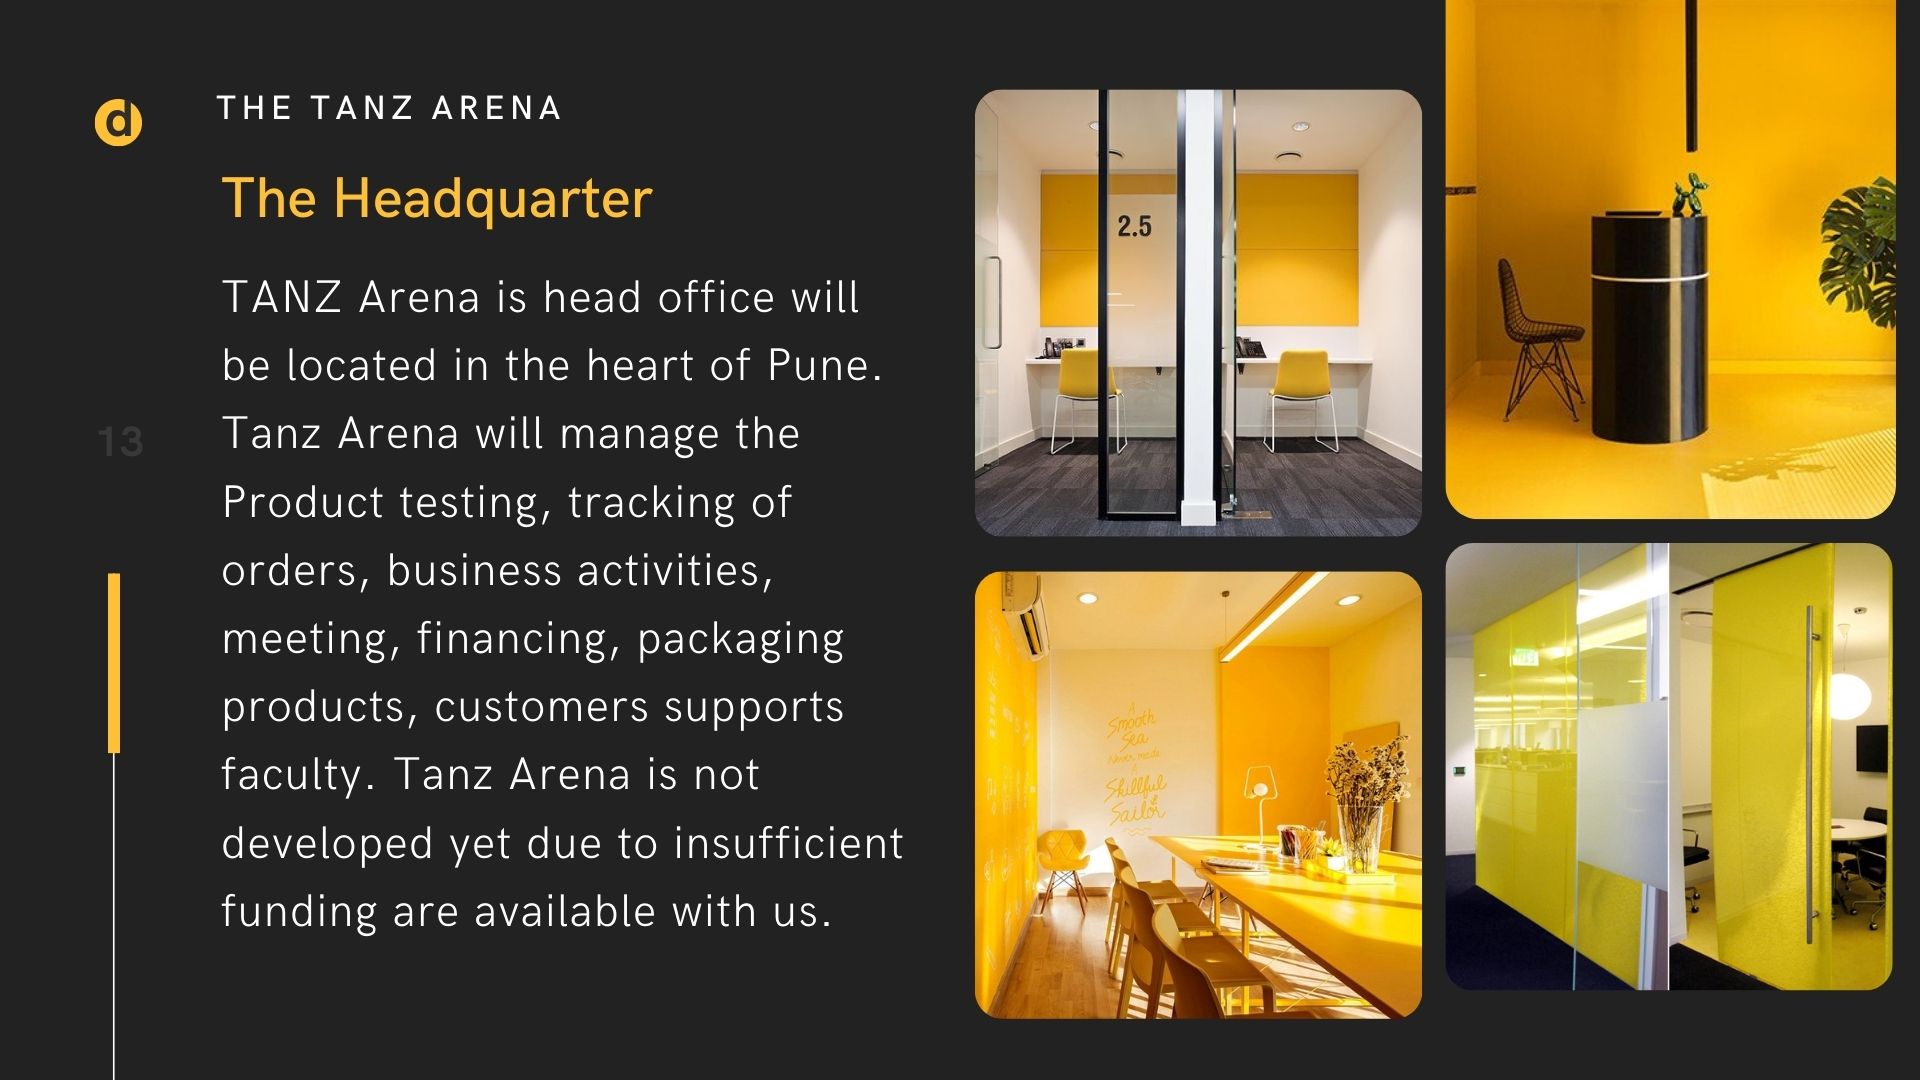 d
THE TANZ ARENA
The Headquarter
TANZ Arena is head office will
be located in the heart of Pune.
Tanz Arena will manage the
Product testing, tracking of
orders, business activities,
meeting, financing, packaging
products, customers supports
faculty. Tanz Arena is not
developed yet due to insufficient
funding are available with us.
13
2.5
A
Smooth
Sea
Never made
A
Skillful
Sailor